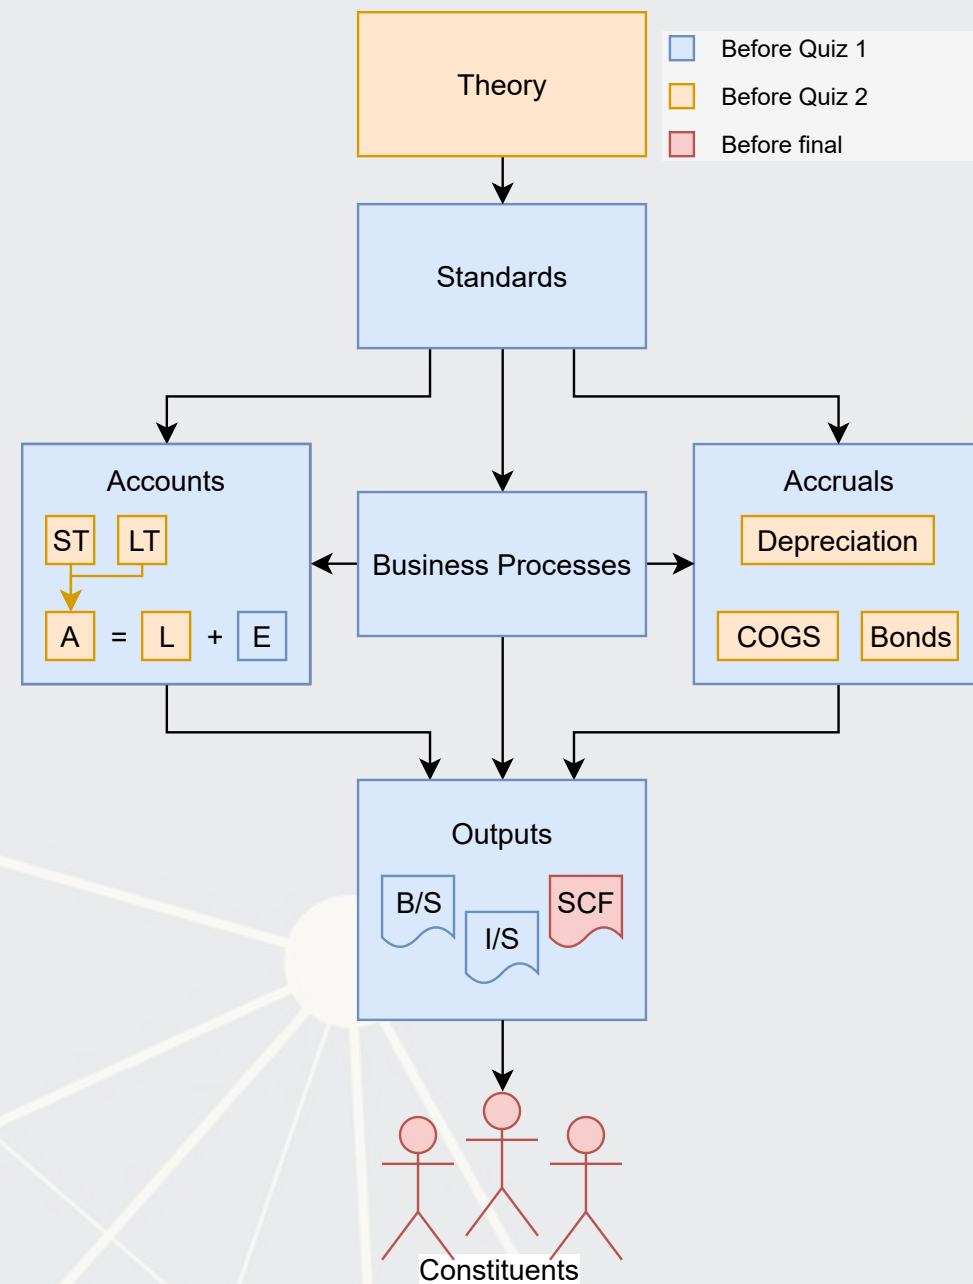 Theory
Before Quiz 1
Before Quiz 2
Before final
Standards
Accounts
ST LT
A = L + E
Business Processes
Accruals
Depreciation
COGS Bonds
Outputs
B/S
I/S
SCF
Constituents